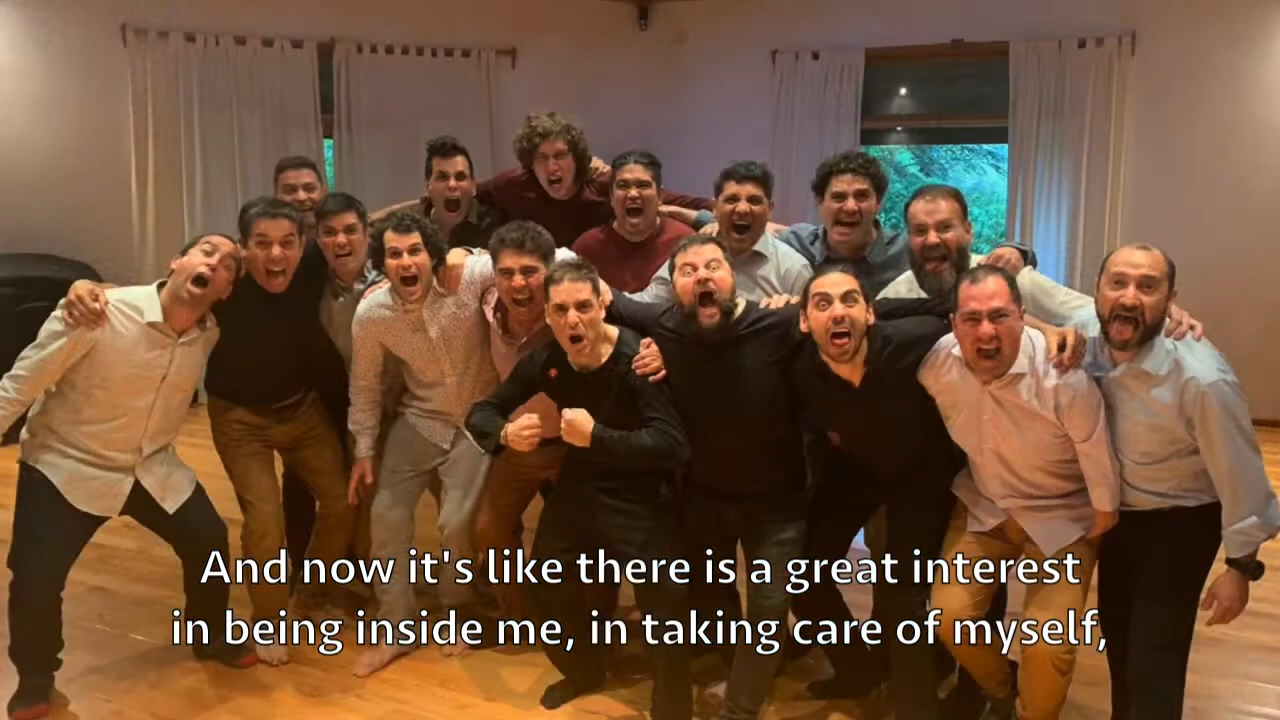 And now it's like there is a great interest
in being inside me, in taking care of myself,